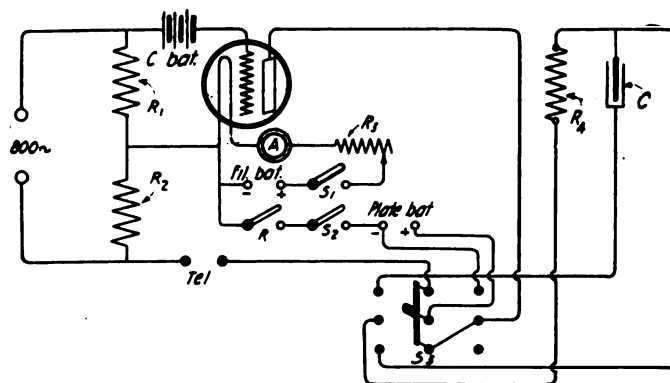 C bat.
R₁
R₄
C
800~
A
R₃
R₂
Fil. bat.
- +
S₁
Plate bat
R
S₂
- +
Tel
S₃